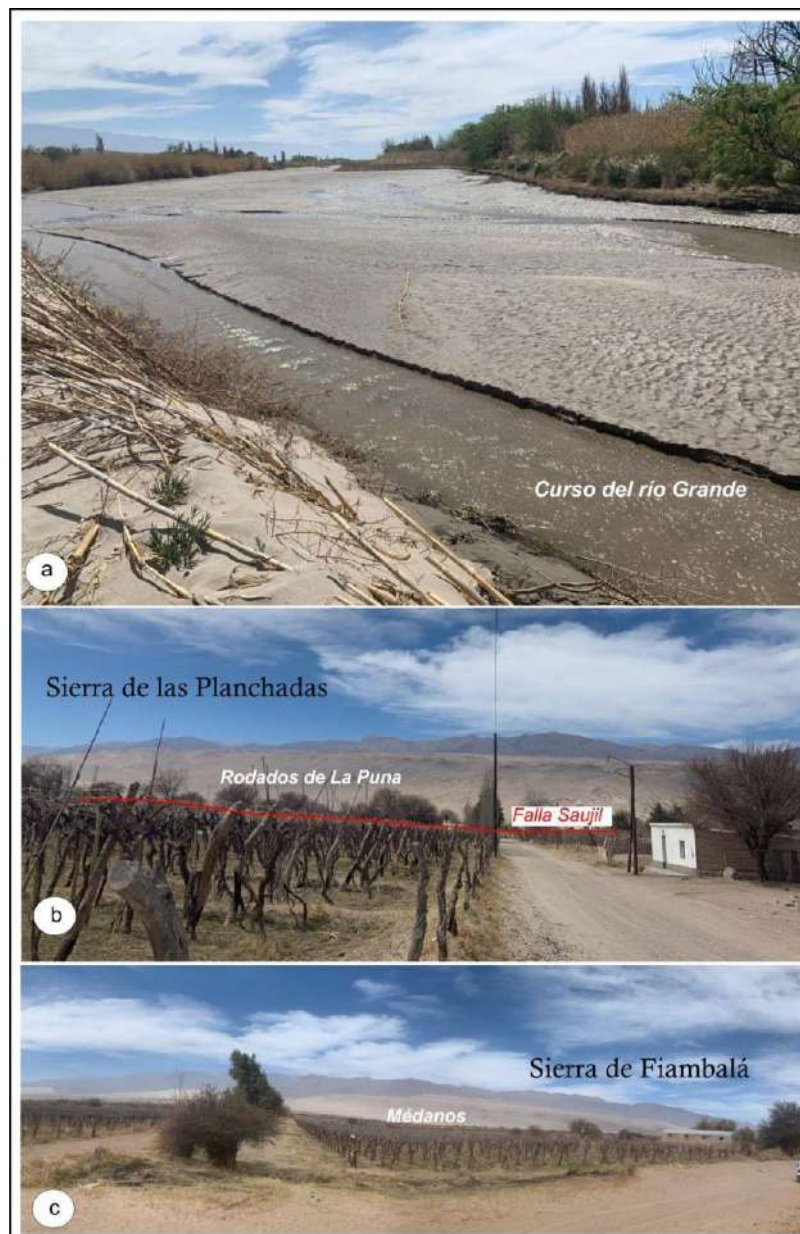 Curso del río Grande
a
Sierra de las Planchadas
Rodados de La Puna
Falla Saujil
b
Sierra de Fiambalá
Médanos
c